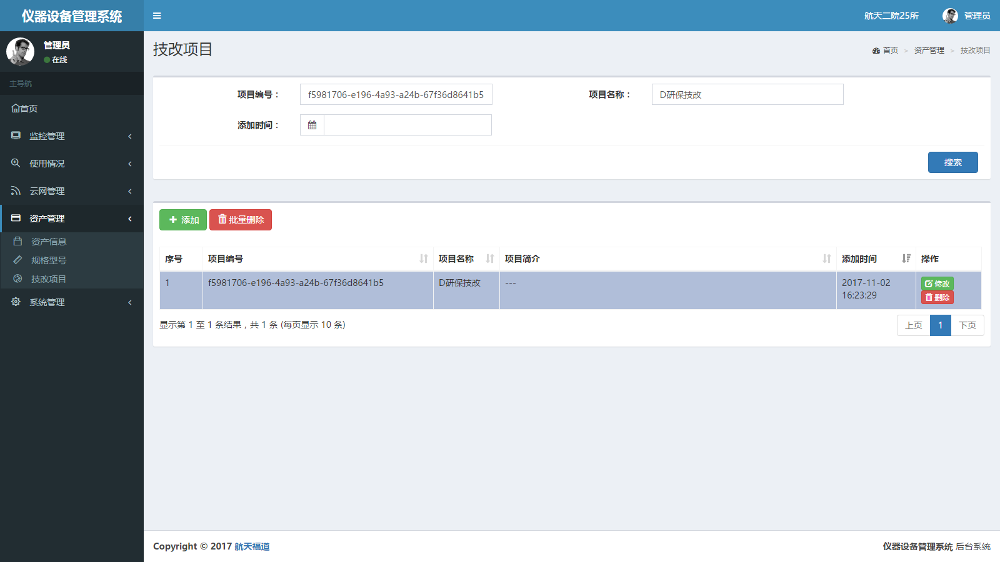 仪器设备管理系统
航天二院25所 管理员
管理员
在线
主导航
首页
监控管理
使用情况
云网管理
资产管理
资产信息
规格型号
技改项目
系统管理
技改项目
首页 > 资产管理 > 技改项目
项目编号： f5981706-e196-4a93-a24b-67f36d8641b5 项目名称： D研保技改
添加时间：
搜索
添加 批量删除
序号 项目编号 项目名称 项目简介 添加时间 操作
1 f5981706-e196-4a93-a24b-67f36d8641b5 D研保技改 --- 2017-11-02 修改
16:23:29 删除
显示第 1 至 1 条结果，共 1 条 (每页显示 10 条) 上页 1 下页
Copyright © 2017 航天福道 仪器设备管理系统 后台系统